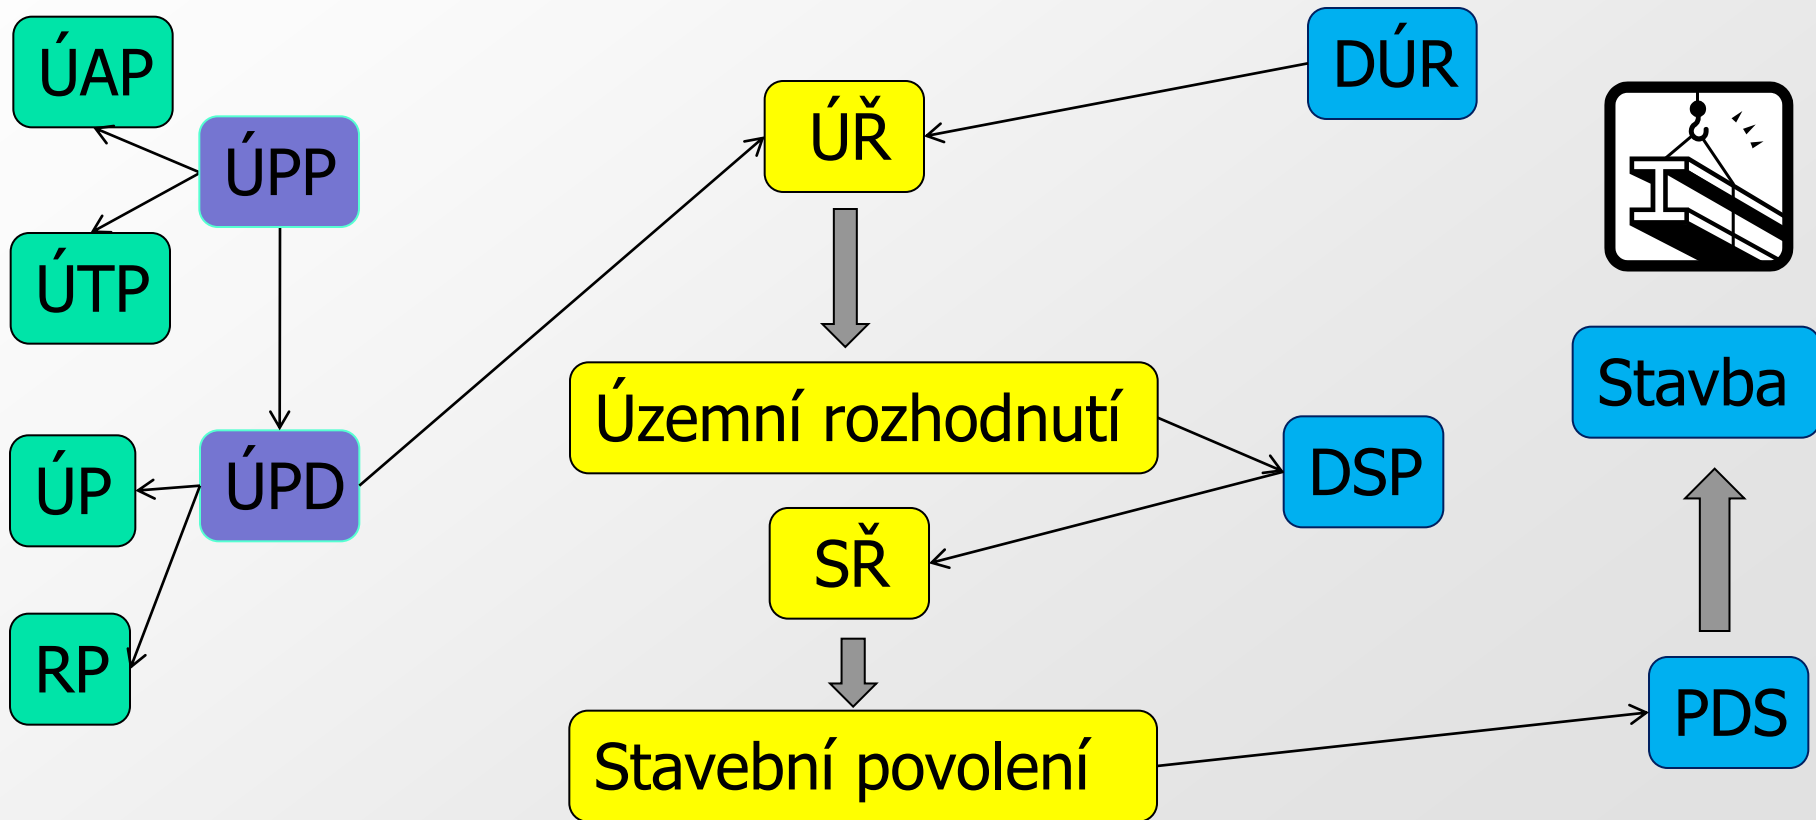 ÚAP
ÚPP
ÚTP
ÚPD
ÚP
RP
ÚŘ
Územní rozhodnutí
SŘ
Stavební povolení
DÚR
DSP
Stavba
PDS